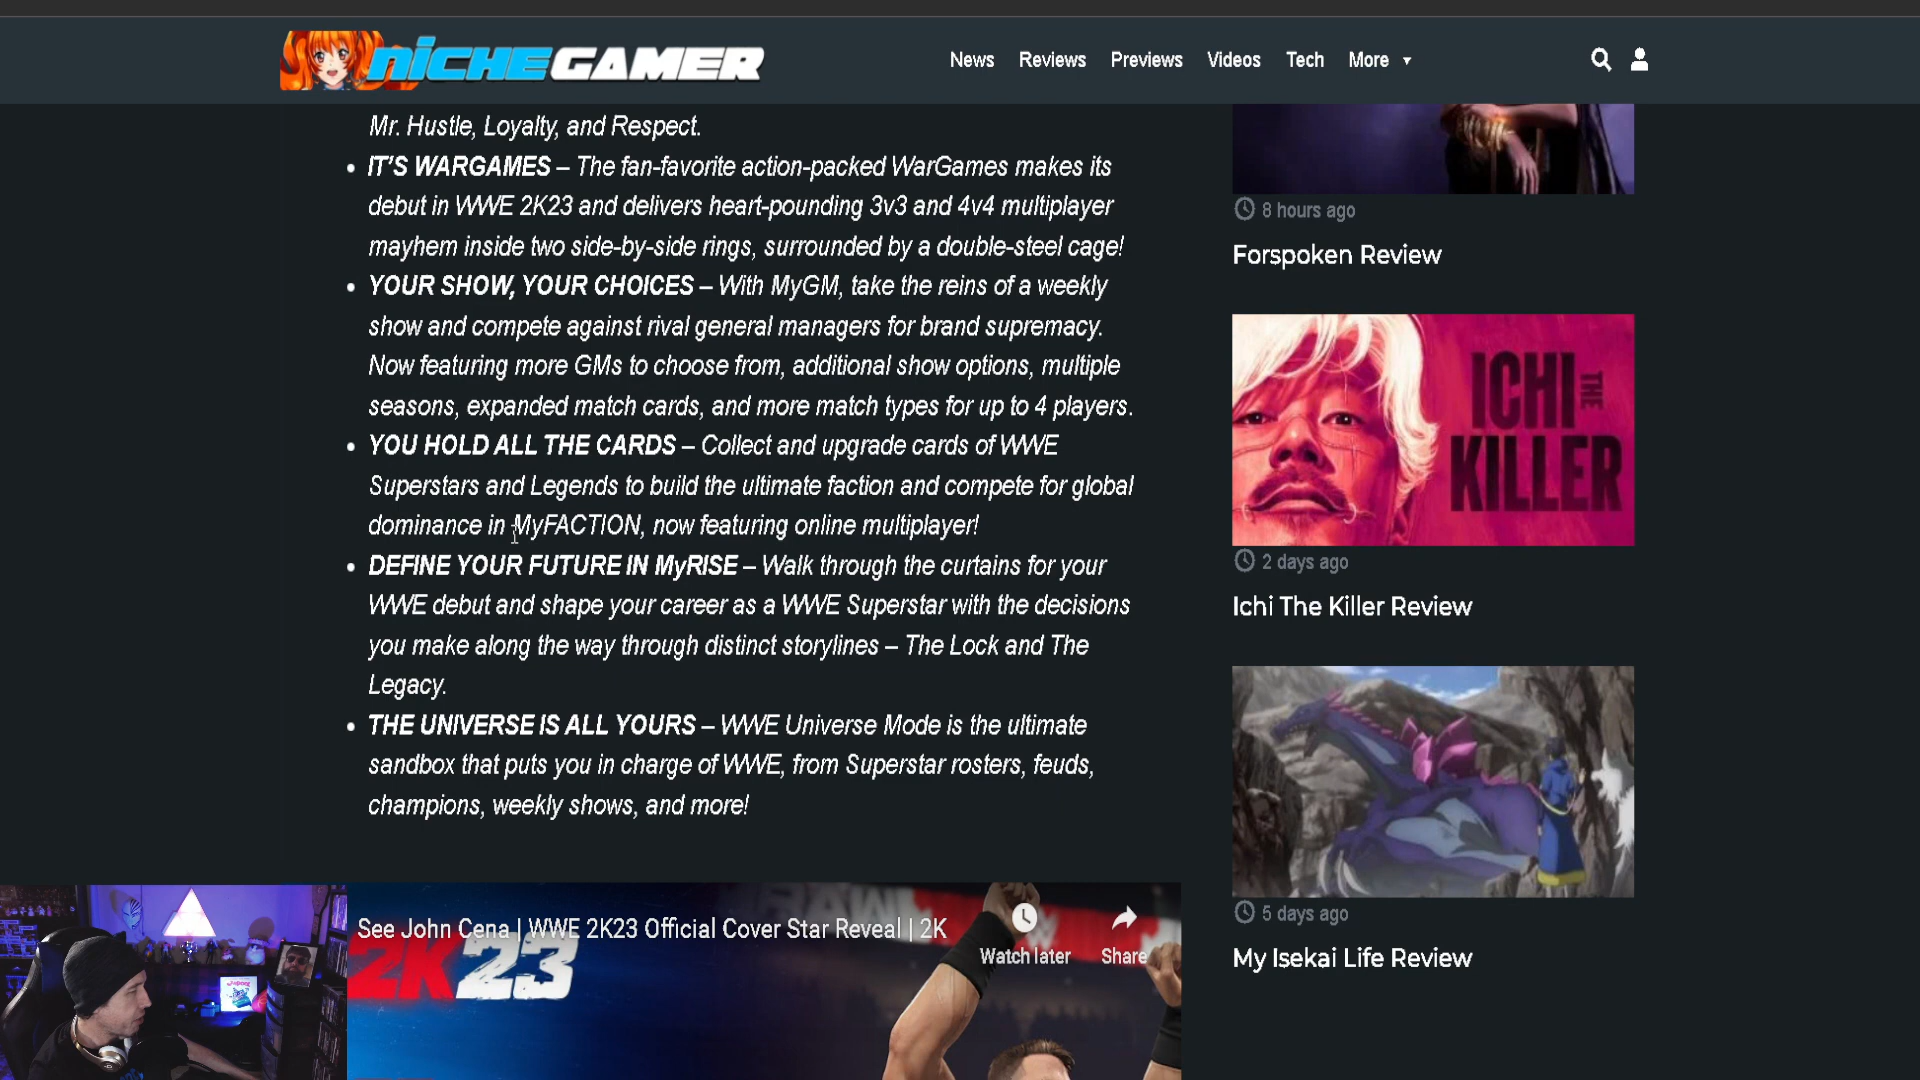 NICHEGAMER
News Reviews Previews Videos Tech More
Mr. Hustle, Loyalty, and Respect.
IT'S WARGAMES – The fan-favorite action-packed WarGames makes its
debut in WWE 2K23 and delivers heart-pounding 3v3 and 4v4 multiplayer
mayhem inside two side-by-side rings, surrounded by a double-steel cage!
YOUR SHOW, YOUR CHOICES – With MyGM, take the reins of a weekly
show and compete against rival general managers for brand supremacy.
Now featuring more GMs to choose from, additional show options, multiple
seasons, expanded match cards, and more match types for up to 4 players.
YOU HOLD ALL THE CARDS – Collect and upgrade cards of WWE
Superstars and Legends to build the ultimate faction and compete for global
dominance in MyFACTION, now featuring online multiplayer!
DEFINE YOUR FUTURE IN MyRISE – Walk through the curtains for your
WWE debut and shape your career as a WWE Superstar with the decisions
you make along the way through distinct storylines – The Lock and The
Legacy.
THE UNIVERSE IS ALL YOURS – WWE Universe Mode is the ultimate
sandbox that puts you in charge of WWE, from Superstar rosters, feuds,
champions, weekly shows, and more!
See John Cena | WWE 2K23 Official Cover Star Reveal | 2K
Watch later
Share
2K23
8 hours ago
Forspoken Review
ICHI THE
KILLER
2 days ago
Ichi The Killer Review
5 days ago
My Isekai Life Review